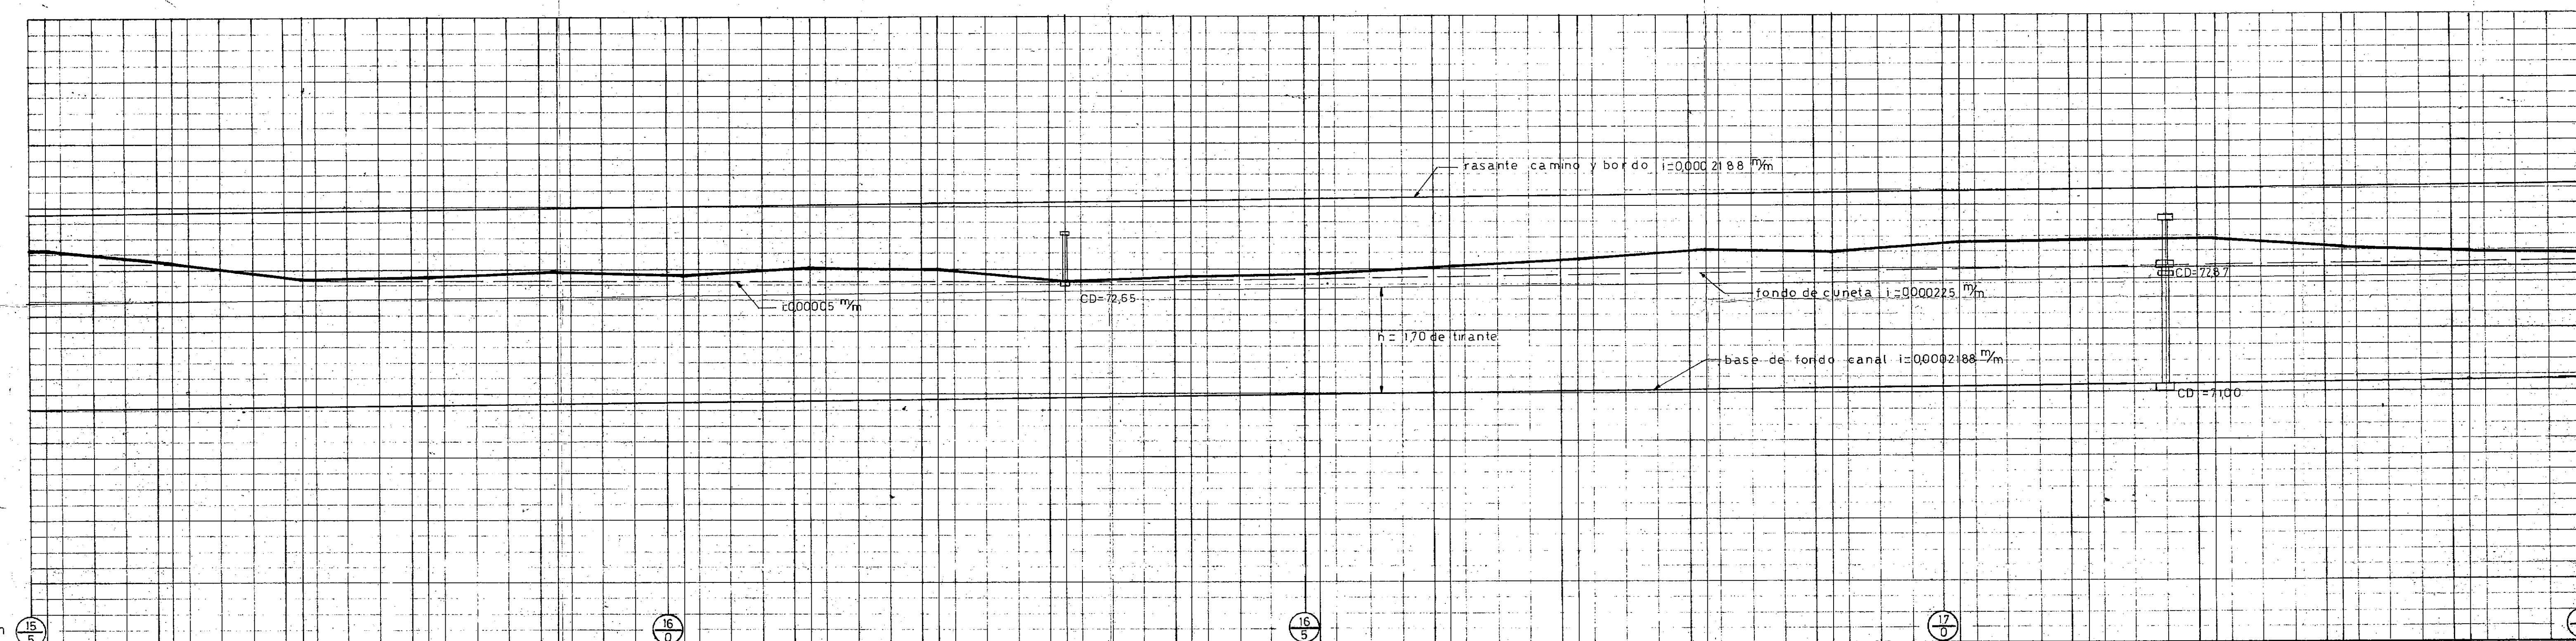 rasante camino y bordo i=0,0002188 m/m
CD=72,87
i=0,00005 m/m
CD=72,55
fondo de cuneta i=0,000225 m/m
h = 1,70 de tirante
base de fondo canal i=0,0002188 m/m
CD =71,00
15
5
16
0
16
5
17
0